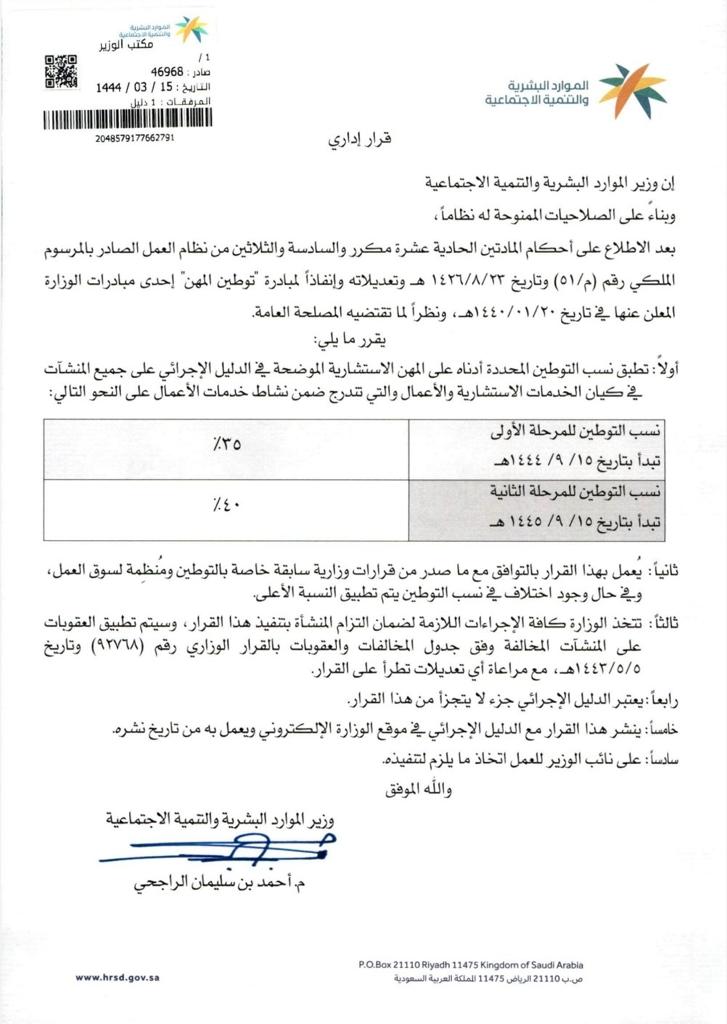 الموارد البشرية
والتنمية الاجتماعية
مكتب الوزير
/ 1
صادر : 46968
التاريخ : 15 / 03 / 1444
المرفقات : 1 دليل
2048579177662791
الموارد البشرية
والتنمية الاجتماعية
قرار إداري
إن وزير الموارد البشرية والتنمية الاجتماعية
وبناءً على الصلاحيات الممنوحة له نظاماً،
بعد الاطلاع على أحكام المادتين الحادية عشرة مكرر والسادسة والثلاثين من نظام العمل الصادر بالمرسوم
الملكي رقم (م/٥١) وتاريخ ١٤٢٦/٨/٢٣ هـ وتعديلاته وإنفاذاً لمبادرة "توطين المهن" إحدى مبادرات الوزارة
المعلن عنها في تاريخ ١٤٤٠/٠١/٢٠هـ، ونظراً لما تقتضيه المصلحة العامة.
يقرر ما يلي:
أولاً: تطبق نسب التوطين المحددة أدناه على المهن الاستشارية الموضحة في الدليل الإجرائي على جميع المنشآت
في كيان الخدمات الاستشارية والأعمال والتي تندرج ضمن نشاط خدمات الأعمال على النحو التالي:
نسب التوطين للمرحلة الأولى
تبدأ بتاريخ ١٥/ ٩/ ١٤٤٤هـ
٣٥٪
نسب التوطين للمرحلة الثانية
تبدأ بتاريخ ١٥/ ٩/ ١٤٤٥ هـ
٤٠٪
ثانياً: يُعمل بهذا القرار بالتوافق مع ما صدر من قرارات وزارية سابقة خاصة بالتوطين ومُنظِمة لسوق العمل،
وفي حال وجود اختلاف في نسب التوطين يتم تطبيق النسبة الأعلى.
ثالثاً: تتخذ الوزارة كافة الإجراءات اللازمة لضمان التزام المنشأة بتنفيذ هذا القرار، وسيتم تطبيق العقوبات
على المنشآت المخالفة وفق جدول المخالفات والعقوبات بالقرار الوزاري رقم (٩٢٧٦٨) وتاريخ
١٤٤٣/٥/٥هـ، مع مراعاة أي تعديلات تطرأ على القرار.
رابعاً: يعتبر الدليل الإجرائي جزء لا يتجزأ من هذا القرار.
خامساً: ينشر هذا القرار مع الدليل الإجرائي في موقع الوزارة الإلكتروني ويعمل به من تاريخ نشره.
سادساً: على نائب الوزير للعمل اتخاذ ما يلزم لتنفيذه.
والله الموفق
وزير الموارد البشرية والتنمية الاجتماعية
م. أحمد بن سليمان الراجحي
P.O.Box 21110 Riyadh 11475 Kingdom of Saudi Arabia
ص.ب 21110 الرياض 11475 المملكة العربية السعودية
www.hrsd.gov.sa